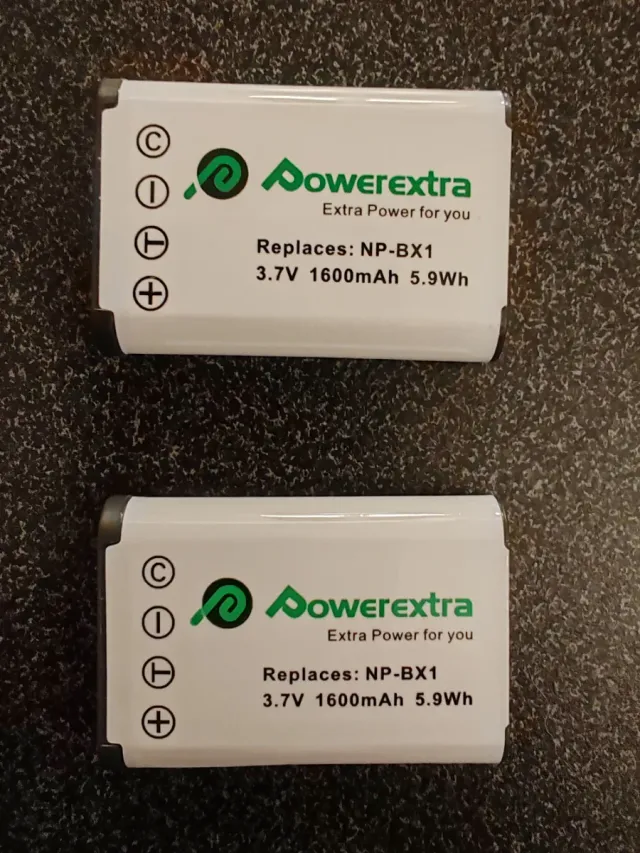 C
I
T
+
Powerextra
Extra Power for you
Replaces: NP-BX1
3.7V 1600mAh 5.9Wh
C
I
T
+
Powerextra
Extra Power for you
Replaces: NP-BX1
3.7V 1600mAh 5.9Wh